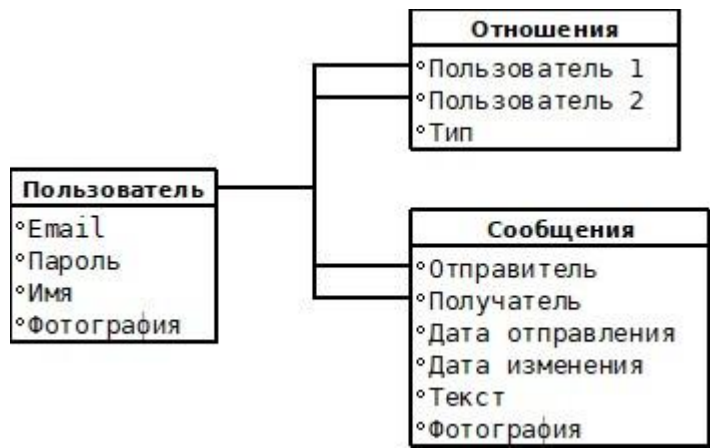 Отношения
Пользователь 1
Пользователь 2
Тип
Пользователь
Email
Пароль
Имя
Фотография
Сообщения
Отправитель
Получатель
Дата отправления
Дата изменения
Текст
Фотография